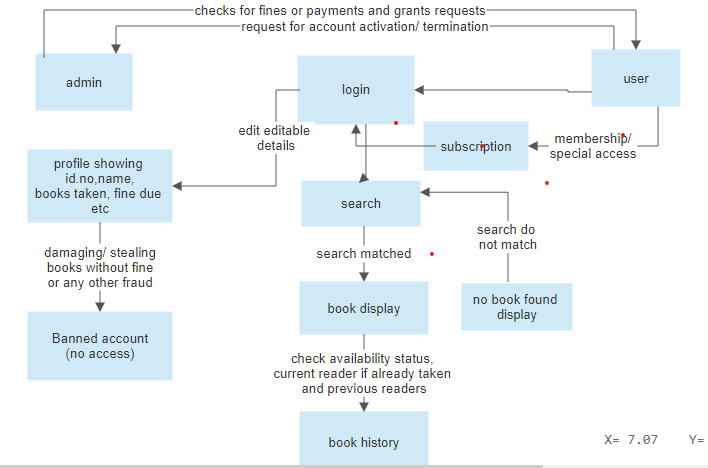 checks for fines or payments and grants requests
request for account activation/ termination
admin
login
user
edit editable
details
subscription
membership/
special access
profile showing
id.no,name,
books taken, fine due
etc
search
search do
not match
damaging/ stealing
books without fine
or any other fraud
search matched
no book found
display
book display
Banned account
(no access)
check availability status,
current reader if already taken
and previous readers
book history
X= 7.07 Y=